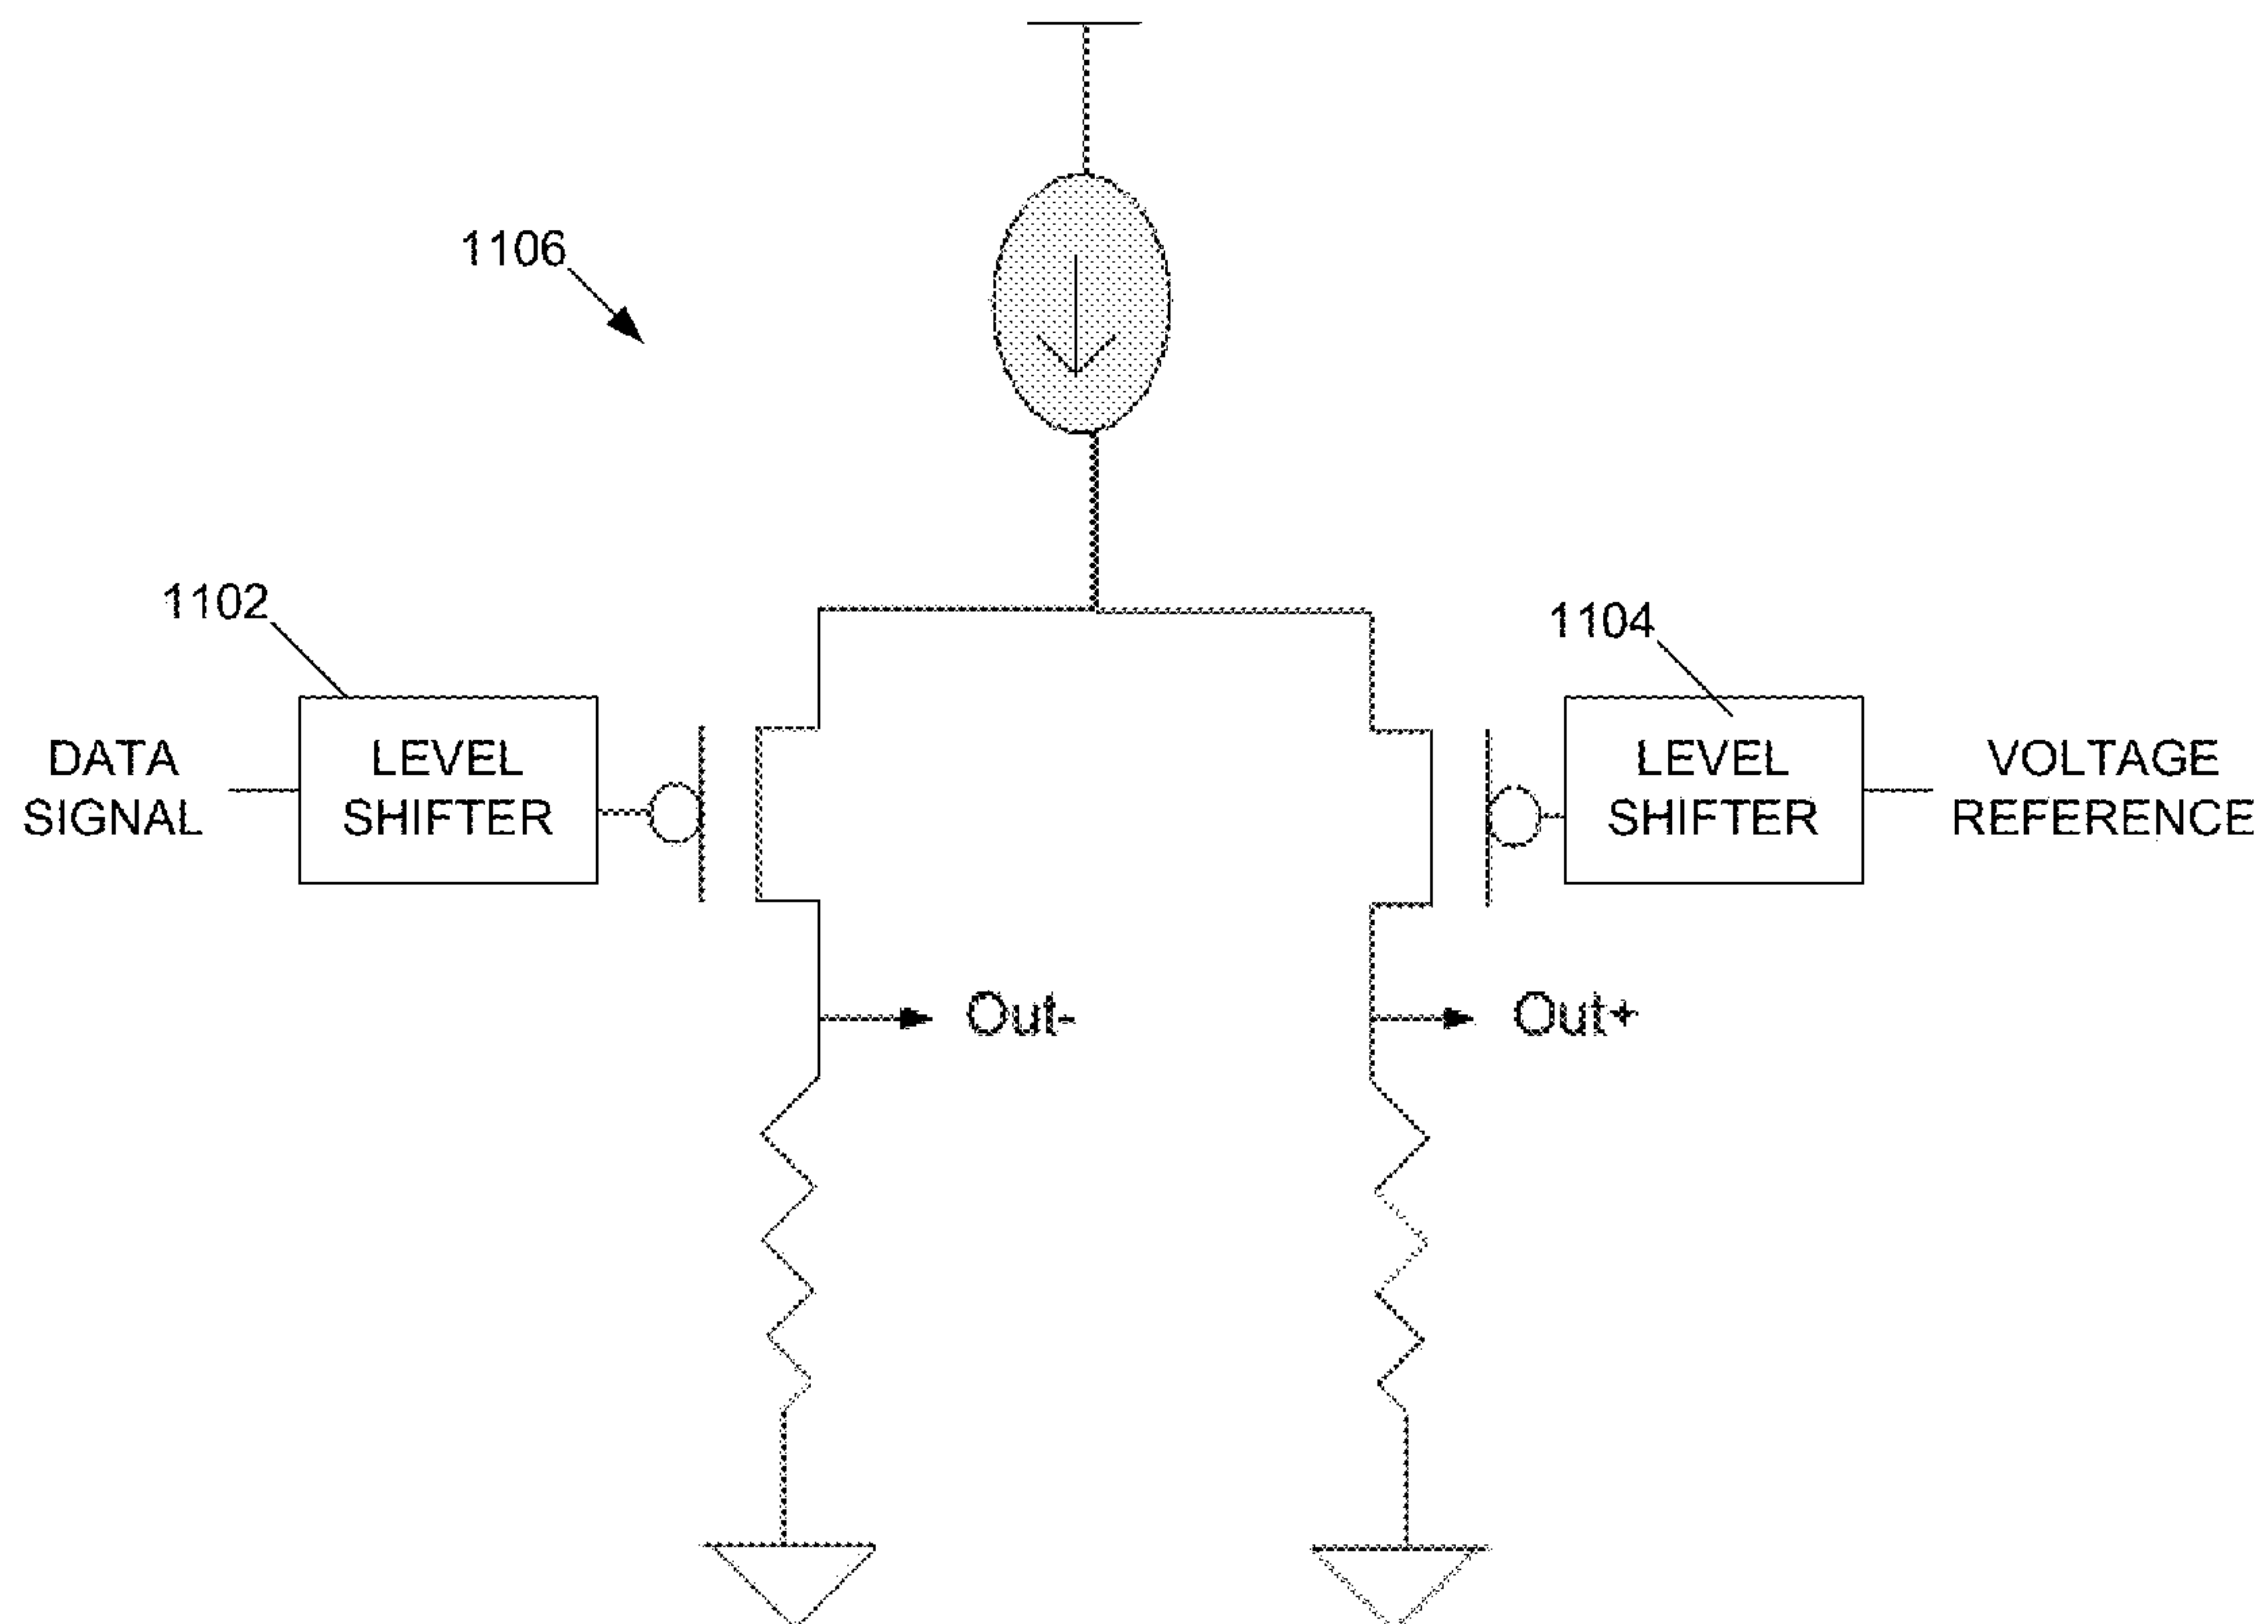 1106
1102
1104
DATA
SIGNAL
LEVEL
SHIFTER
LEVEL
SHIFTER
VOLTAGE
REFERENCE
Out-
Out+